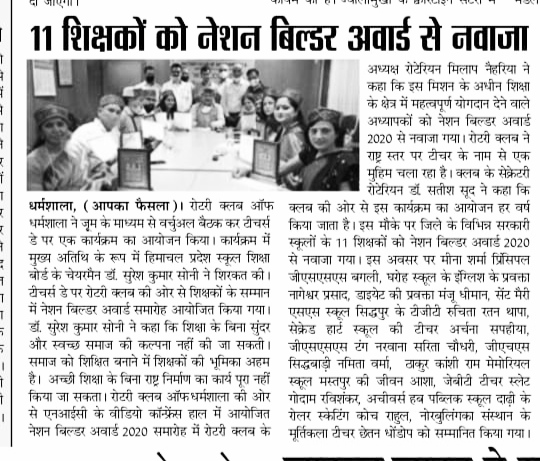 11 शिक्षकों को नेशन बिल्डर अवार्ड से नवाजा
धर्मशाला, ( आपका फैसला)। रोटरी क्लब ऑफ
धर्मशाला ने जूम के माध्यम से वर्चुअल बैठक कर टीचर्स
डे पर एक कार्यक्रम का आयोजन किया। कार्यक्रम में
मुख्य अतिथि के रूप में हिमाचल प्रदेश स्कूल शिक्षा
बोर्ड के चेयरमैन डॉ. सुरेश कुमार सोनी ने शिरकत की।
टीचर्स डे पर रोटरी क्लब की ओर से शिक्षकों के सम्मान
में नेशन बिल्डर अवार्ड समारोह आयोजित किया गया।
डॉ. सुरेश कुमार सोनी ने कहा कि शिक्षा के बिना सुंदर
और स्वच्छ समाज की कल्पना नहीं की जा सकती।
समाज को शिक्षित बनाने में शिक्षकों की भूमिका अहम
है। अच्छी शिक्षा के बिना राष्ट्र निर्माण का कार्य पूरा नहीं
किया जा सकता। रोटरी क्लब ऑफ धर्मशाला की ओर
से एनआईसी के वीडियो कॉन्फ्रेंस हाल में आयोजित
नेशन बिल्डर अवार्ड 2020 समारोह में रोटरी क्लब के
अध्यक्ष रोटेरियन मिलाप नैहरिया ने
कहा कि इस मिशन के अधीन शिक्षा
के क्षेत्र में महत्वपूर्ण योगदान देने वाले
अध्यापकों को नेशन बिल्डर अवार्ड
2020 से नवाजा गया। रोटरी क्लब ने
राष्ट्र स्तर पर टीचर के नाम से एक
मुहिम चला रहा है। क्लब के सेक्रेटरी
रोटेरियन डॉ. सतीश सूद ने कहा कि
क्लब की ओर से इस कार्यक्रम का आयोजन हर वर्ष
किया जाता है। इस मौके पर जिले के विभिन्न सरकारी
स्कूलों के 11 शिक्षकों को नेशन बिल्डर अवार्ड 2020
से नवाजा गया। इस अवसर पर मीना शर्मा प्रिंसिपल
जीएसएसएस बगली, घरोह स्कूल के इंग्लिश के प्रवक्ता
नागेश्वर प्रसाद, डाइयेट की प्रवक्ता मंजू धीमान, सेंट मैरी
एसएस स्कूल सिद्धपुर के टीजीटी रुचिता रतन थापा,
सेक्रेड हार्ट स्कूल की टीचर अर्चना सपहीया,
जीएसएसएस टंग नरवाना सरिता चौधरी, जीएचएस
सिद्धबाड़ी नमिता वर्मा, ठाकुर कांशी राम मेमोरियल
स्कूल मस्तपुर की जीवन आशा, जेबीटी टीचर स्लेट
गोदाम रविशंकर, अचीवर्स हब पब्लिक स्कूल दाढ़ी के
रोलर स्केटिंग कोच राहुल, नोरबुलिंगका संस्थान के
मूर्तिकला टीचर छेतन धोंडोप को सम्मानित किया गया।